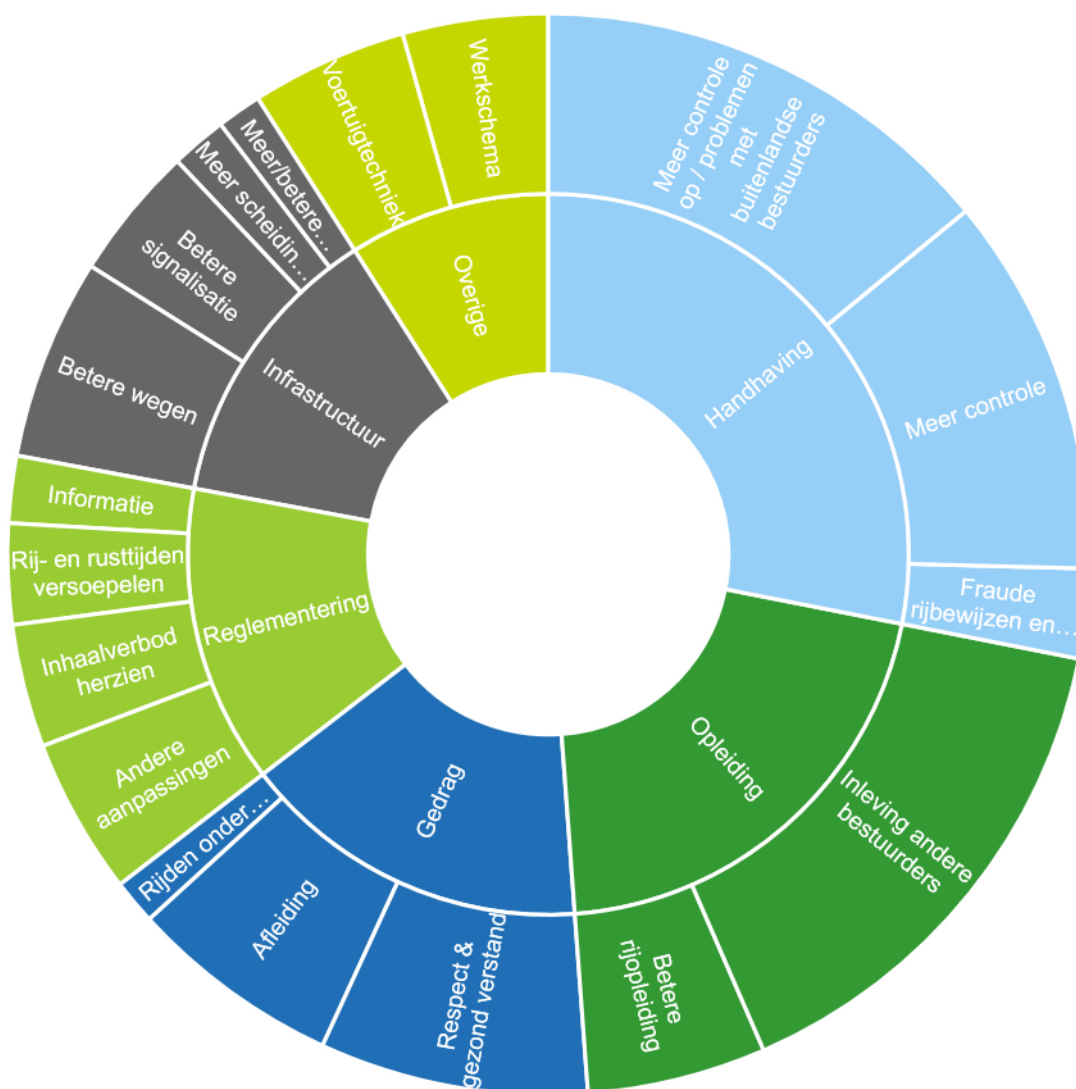 Meer controle
op / problemen
met
buitenlandse
bestuurders
Meer controle
Fraude
rijbewijzen en…
Handhaving
Inleving andere
bestuurders
Betere
rijopleiding
Opleiding
Respect &
gezond verstand
Afleiding
Rijden onder…
Gedrag
Andere
aanpassingen
Inhaalverbod
herzien
Rij- en rusttijden
versoepelen
Informatie
Reglementering
Betere wegen
Betere
signalisatie
Meer scheidin…
Meer/betere…
Infrastructuur
Voertuigtechniek
Werkschema
Overige